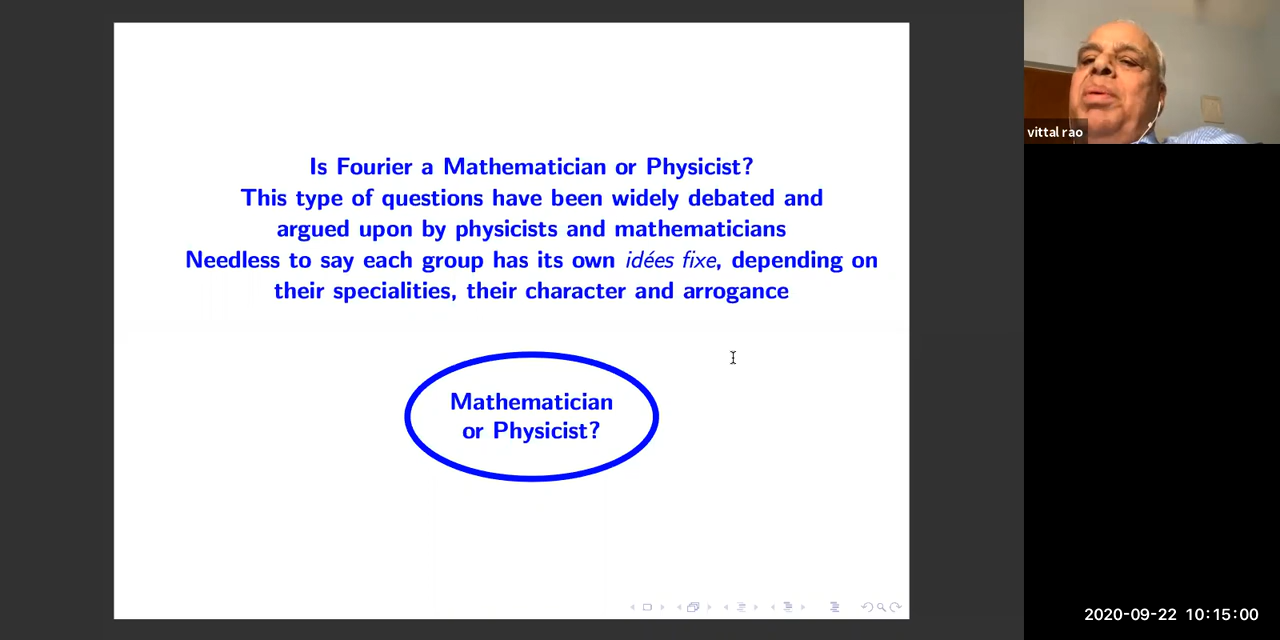 Is Fourier a Mathematician or Physicist?
This type of questions have been widely debated and
argued upon by physicists and mathematicians
Needless to say each group has its own idées fixe, depending on
their specialities, their character and arrogance
Mathematician
or Physicist?
vittal rao
2020-09-22 10:15:00